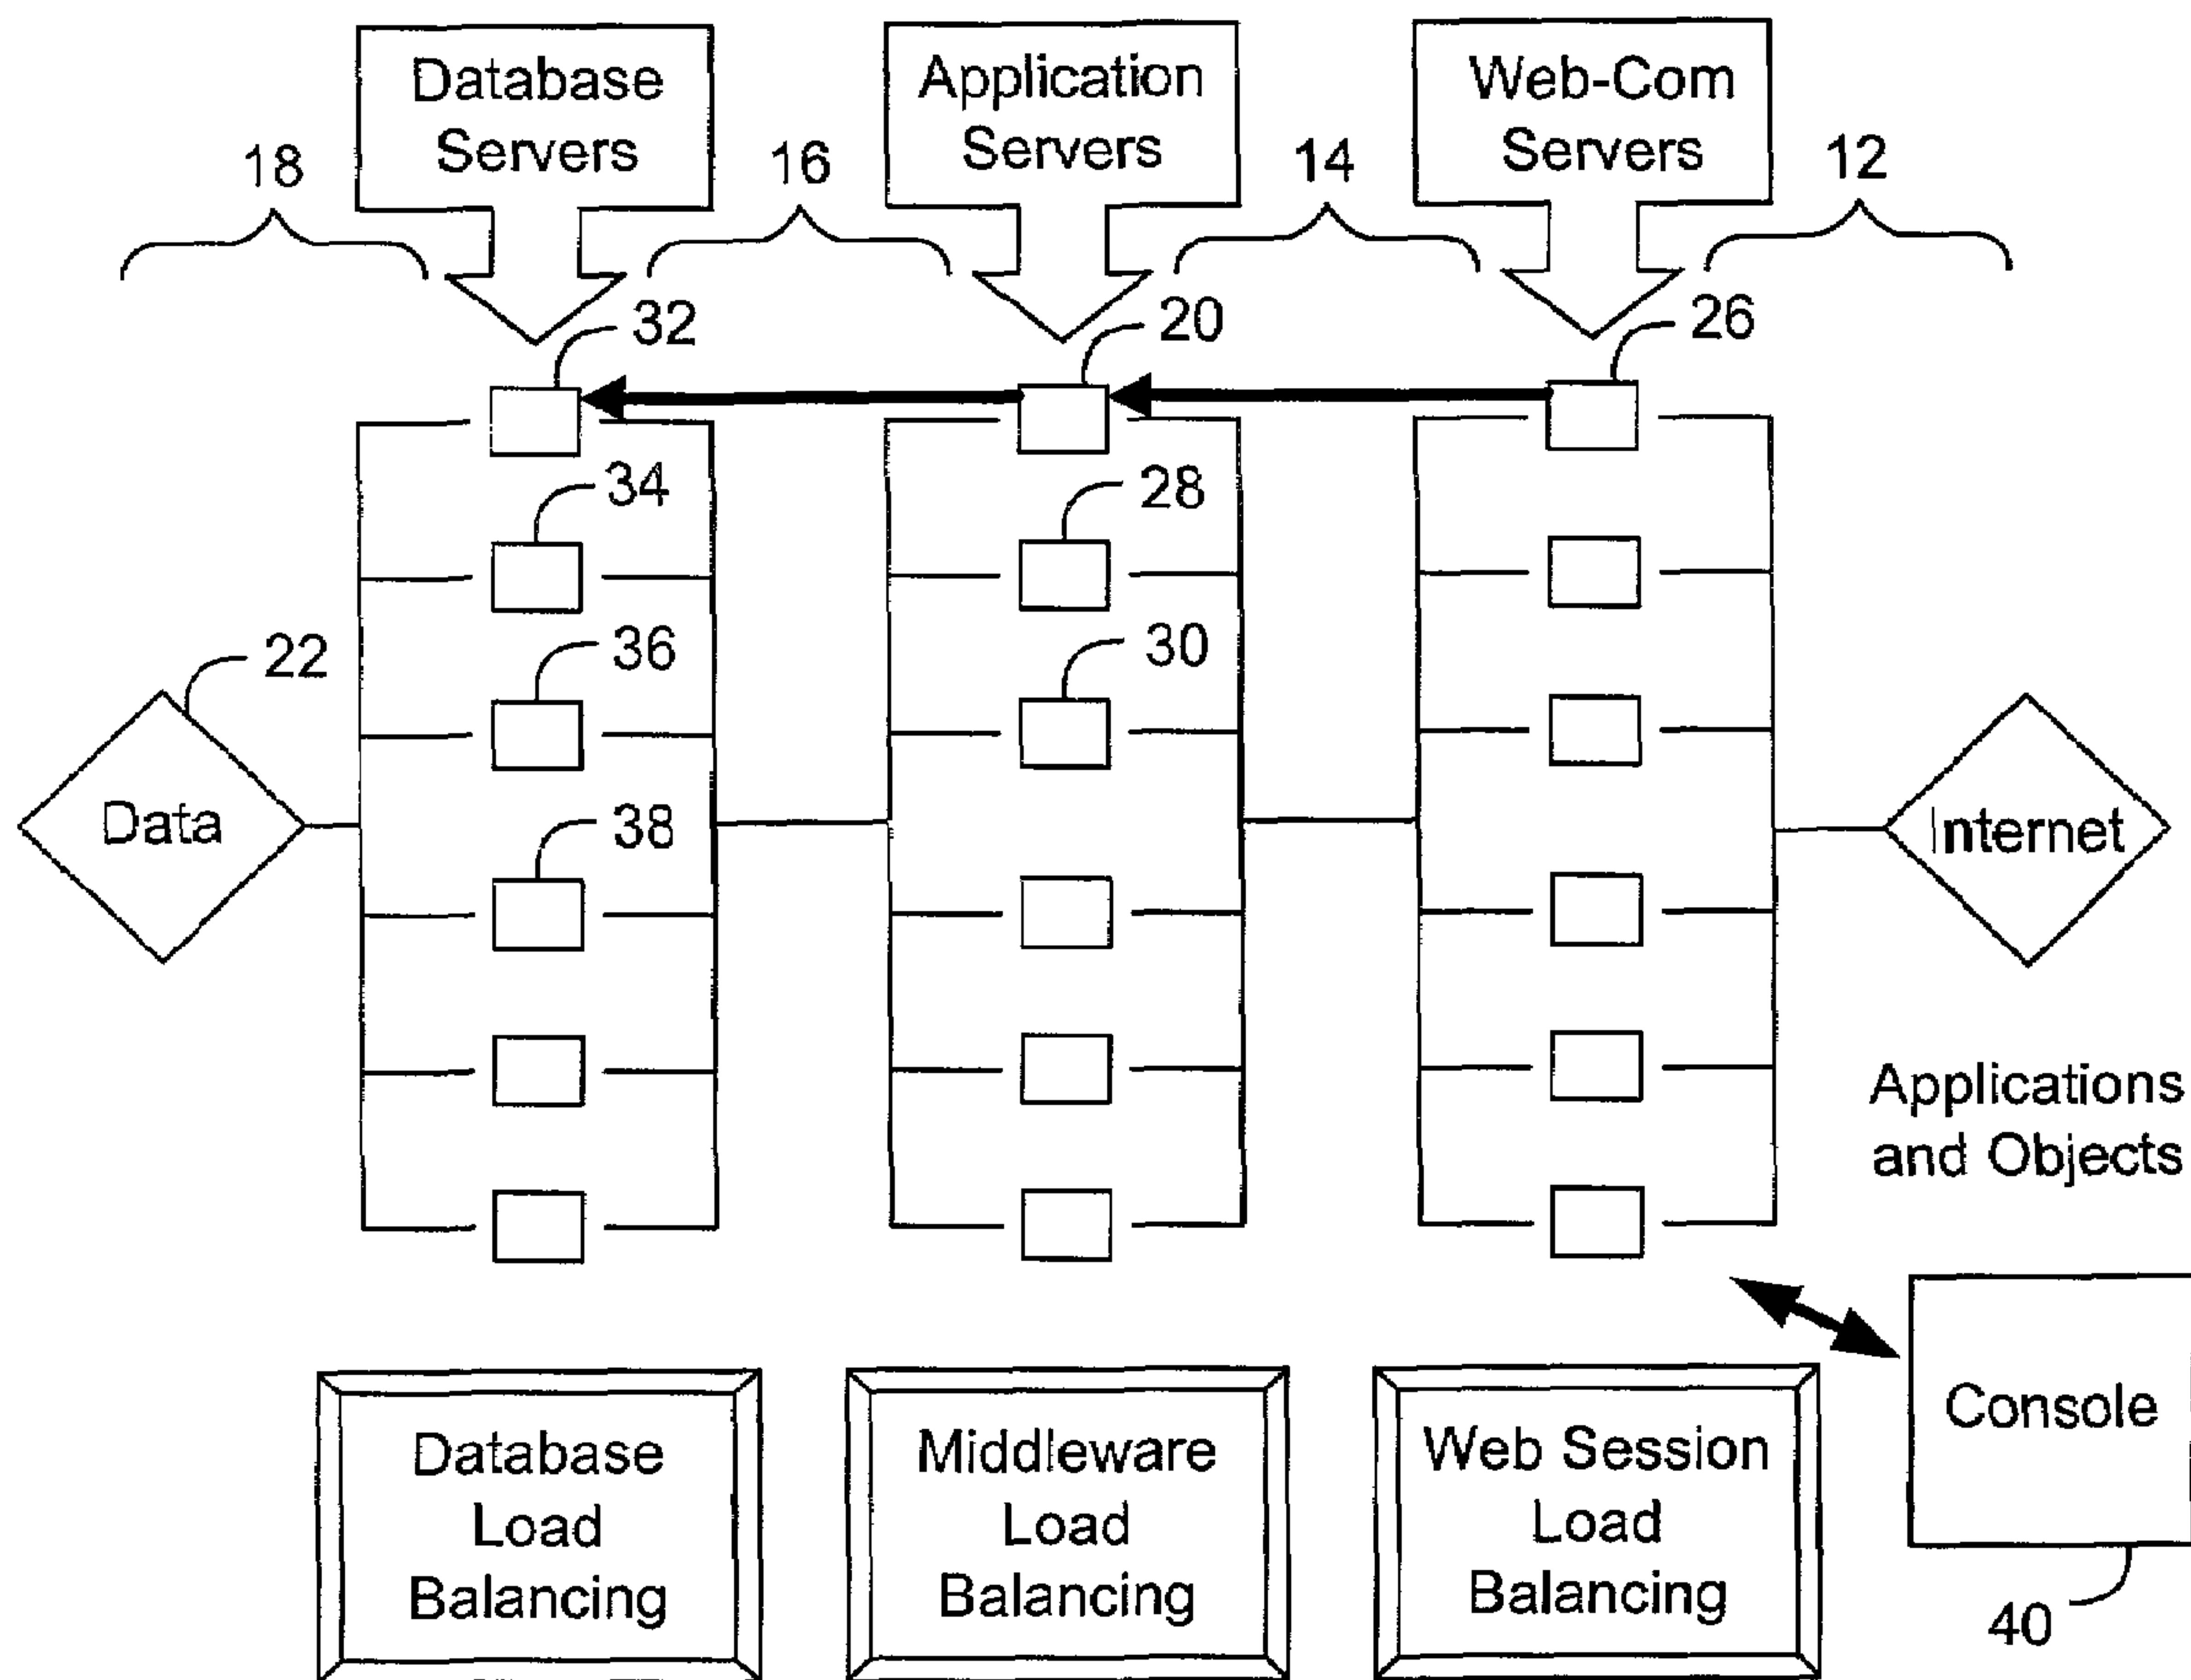 Database
Servers
Application
Servers
Web-Com
Servers
18
16
14
12
32
20
26
34
28
36
30
22
38
Data
Internet
Applications
and Objects
Database
Load
Balancing
Middleware
Load
Balancing
Web Session
Load
Balancing
Console
40